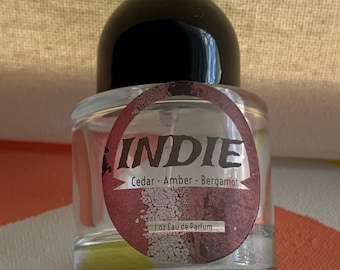 INDIE
Cedar - Amber - Bergamot
1 oz Eau de Parfum